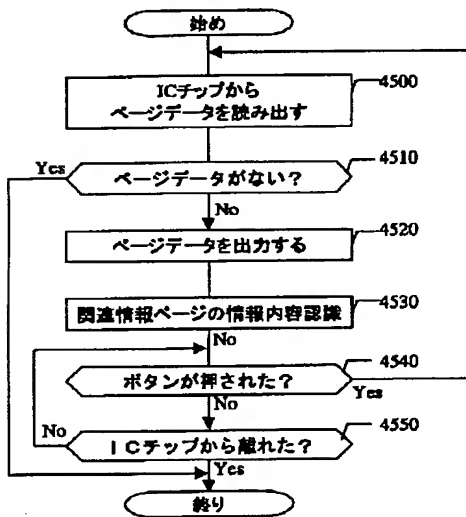 始め
ICチップから
ページデータを読み出す
4500
Yes
ページデータがない?
4510
No
ページデータを出力する
4520
関連情報ページの情報内容認識
4530
No
ボタンが押された?
4540
Yes
No
No
ICチップから離れた?
4550
Yes
終り